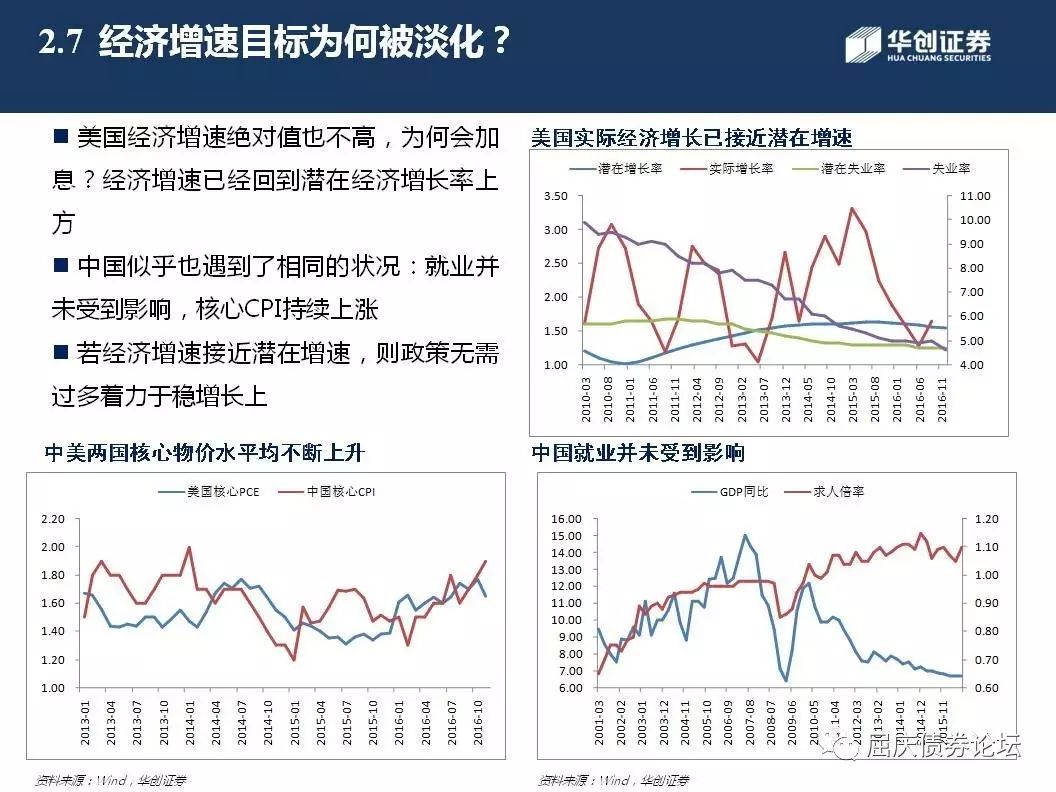 2.7 经济增速目标为何被淡化？
华创证券
HUA CHUANG SECURITIES
美国经济增速绝对值也不高，为何会加
息？经济增速已经回到潜在经济增长率上
方
中国似乎也遇到了相同的状况：就业并
未受到影响，核心CPI持续上涨
若经济增速接近潜在增速，则政策无需
过多着力于稳增长上
美国实际经济增长已接近潜在增速
潜在增长率 实际增长率 潜在失业率 失业率
3.50
3.00
2.50
2.00
1.50
1.00
11.00
10.00
9.00
8.00
7.00
6.00
5.00
4.00
2010-03 2010-08 2011-01 2011-06 2011-11 2012-04 2012-09 2013-02 2013-07 2013-12 2014-05 2014-10 2015-03 2015-08 2016-01 2016-06 2016-11
中美两国核心物价水平均不断上升
美国核心PCE 中国核心CPI
2.20
2.00
1.80
1.60
1.40
1.20
1.00
2013-01 2013-04 2013-07 2013-10 2014-01 2014-04 2014-07 2014-10 2015-01 2015-04 2015-07 2015-10 2016-01 2016-04 2016-07 2016-10
资料来源：Wind，华创证券
中国就业并未受到影响
GDP同比 求人倍率
16.00
15.00
14.00
13.00
12.00
11.00
10.00
9.00
8.00
7.00
6.00
1.20
1.10
1.00
0.90
0.80
0.70
0.60
2001-03 2002-02 2003-01 2003-12 2004-11 2005-10 2006-09 2007-08 2008-07 2009-06 2010-05 2011-04 2012-03 2013-02 2014-01 2014-12 2015-11
屈庆债券论坛
资料来源：Wind，华创证券